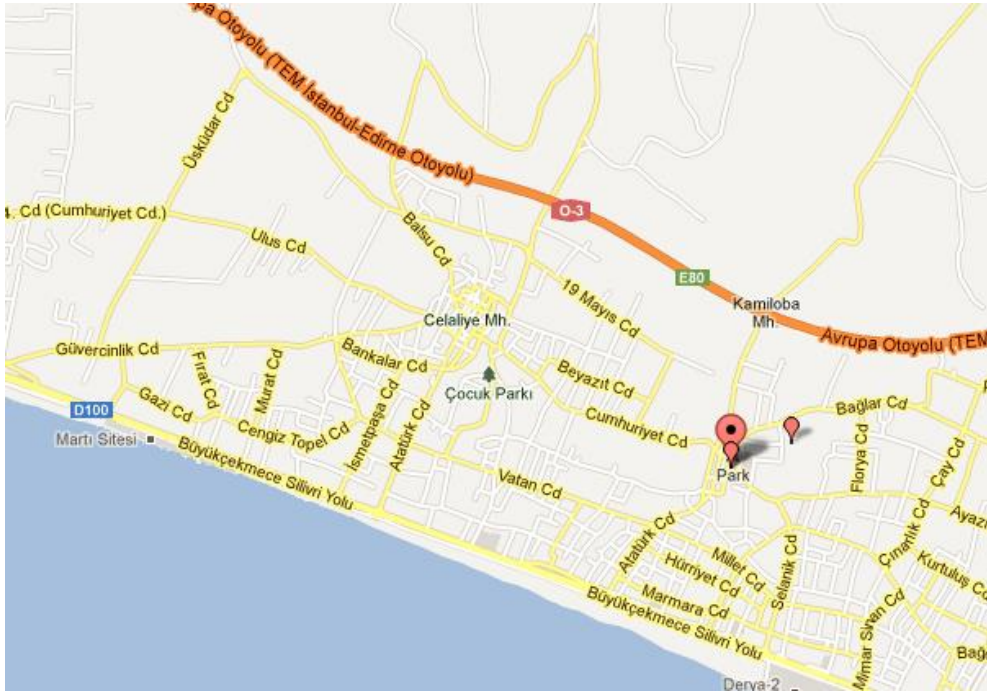 pa Otoyolu (TEM İstanbul-Edirne Otoyolu)
Üsküdar Cd
4. Cd (Cumhuriyet Cd.)
O-3
Ulus Cd
Balsu Cd
E80
19 Mayıs Cd
Kamiloba
Mh.
Celaliye Mh.
Avrupa Otoyolu (TEM
Güvercinlik Cd
Bankalar Cd
Fırat Cd
Murat Cd
Beyazıt Cd
Çocuk Parkı
D100
Gazi Cd
Cengiz Topel Cd
İsmetpaşa Cd
Atatürk Cd
Cumhuriyet Cd
Bağlar Cd
Martı Sitesi
Büyükçekmece Silivri Yolu
Florya Cd
Çay Cd
Park
Vatan Cd
Ayazı
Atatürk Cd
Millet Cd
Hürriyet Cd
Selanik Cd
Çınarlık Cd
Kurtuluş Cd
Marmara Cd
Büyükçekmece Silivri Yolu
Mimar Sinan Cd
Bağ
Derya-2